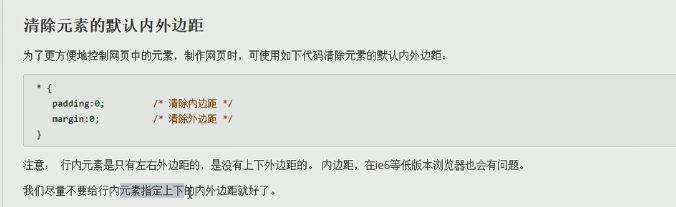 清除元素的默认内外边距
为了更方便地控制网页中的元素，制作网页时，可使用如下代码清除元素的默认内外边距：
* {
padding:0; /* 清除内边距 */
margin:0; /* 清除外边距 */
}
注意： 行内元素是只有左右外边距的，是没有上下外边距的。 内边距，在ie6等低版本浏览器也会有问题。
我们尽量不要给行内元素指定上下的内外边距就好了。